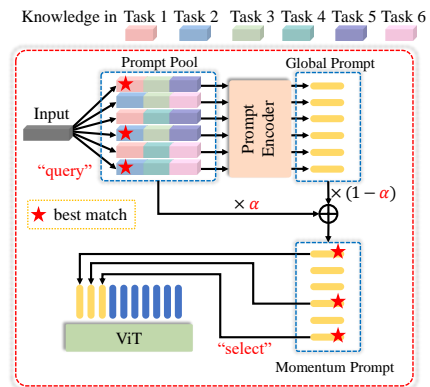 Knowledge in Task 1 Task 2 Task 3 Task 4 Task 5 Task 6
Prompt Pool
Global Prompt
Input
Prompt
Encoder
“query”
× α
× (1 − α)
best match
“select”
ViT
Momentum Prompt